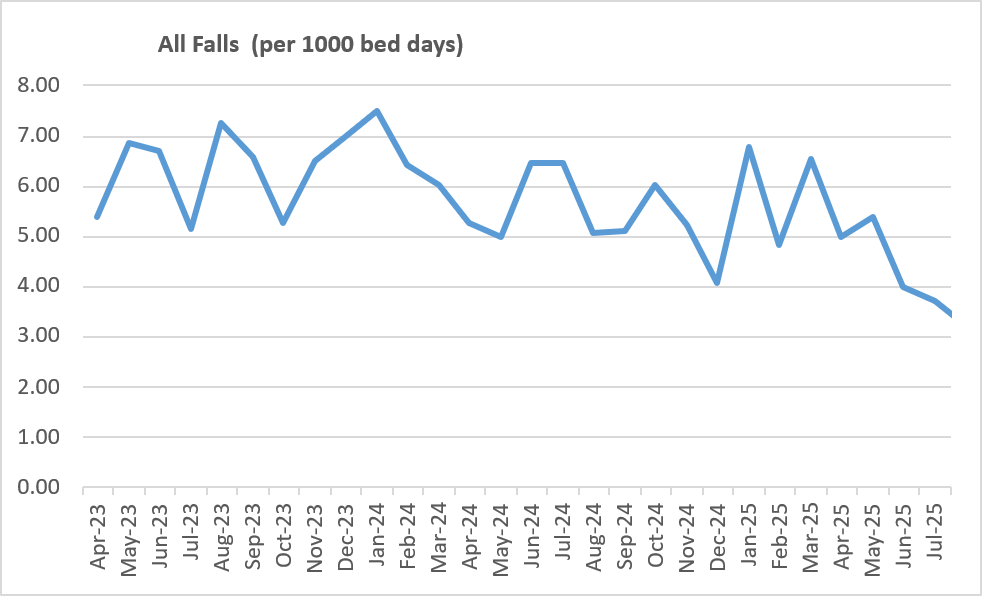 All Falls  (per 1000 bed days)
8.00
7.00
6.00
5.00
4.00
3.00
2.00
1.00
0.00
Apr-23
May-23
Jun-23
Jul-23
Aug-23
Sep-23
Oct-23
Nov-23
Dec-23
Jan-24
Feb-24
Mar-24
Apr-24
May-24
Jun-24
Jul-24
Aug-24
Sep-24
Oct-24
Nov-24
Dec-24
Jan-25
Feb-25
Mar-25
Apr-25
May-25
Jun-25
Jul-25